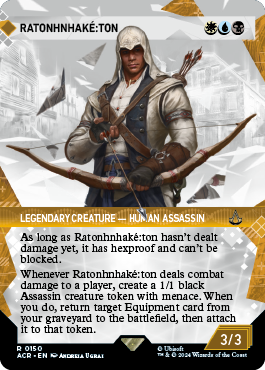 RATONHNHAKÉ:TON
LEGENDARY CREATURE — HUMAN ASSASSIN
As long as Ratonhnhaké:ton hasn't dealt
damage yet, it has hexproof and can't be
blocked.
Whenever Ratonhnhaké:ton deals combat
damage to a player, create a 1/1 black
Assassin creature token with menace. When
you do, return target Equipment card from
your graveyard to the battlefield, then attach
it to that token.
3/3
R 0150
ACR • EN Andreia Ugrai
© Ubisoft
™ & © 2024 Wizards of the Coast